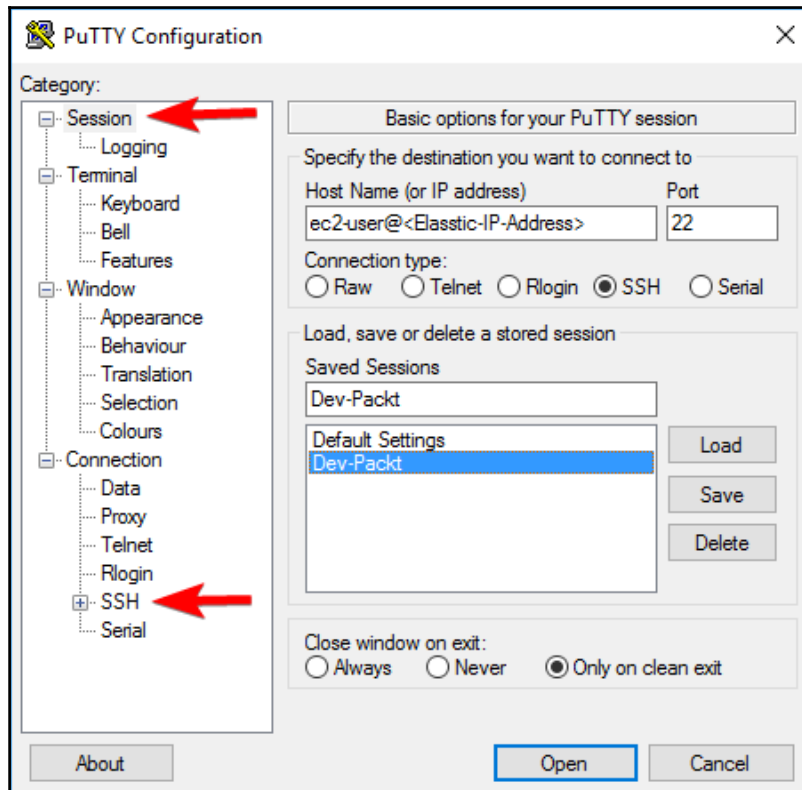 PuTTY Configuration
Category:
Session
Logging
Terminal
Keyboard
Bell
Features
Window
Appearance
Behaviour
Translation
Selection
Colours
Connection
Data
Proxy
Telnet
Rlogin
SSH
Serial
Basic options for your PuTTY session
Specify the destination you want to connect to
Host Name (or IP address) Port
ec2-user@<Elasstic-IP-Address> 22
Connection type:
Raw Telnet Rlogin SSH Serial
Load, save or delete a stored session
Saved Sessions
Dev-Packt
Default Settings
Dev-Packt
Load
Save
Delete
Close window on exit:
Always Never Only on clean exit
About Open Cancel